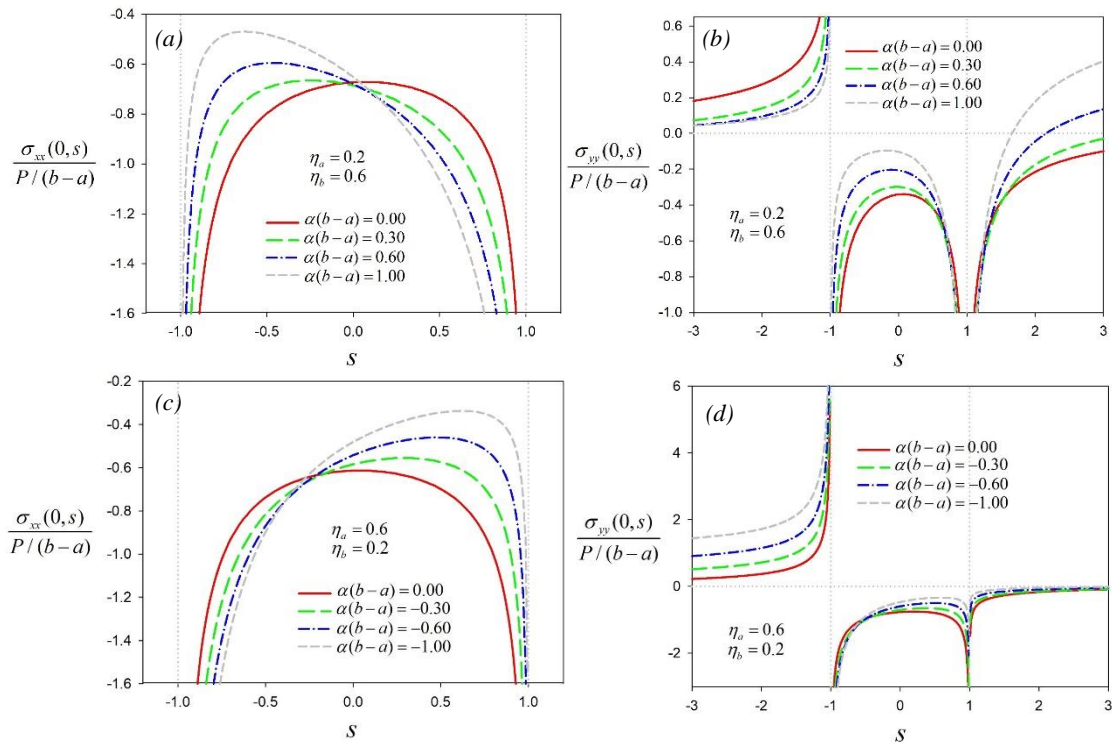 (a)
-0.4
-0.6
-0.8
-1.0
-1.2
-1.4
-1.6
σxx(0,s)
P/(b−a)
ηa = 0.2
ηb = 0.6
α(b−a) = 0.00
α(b−a) = 0.30
α(b−a) = 0.60
α(b−a) = 1.00
-1.0 -0.5 0.0 0.5 1.0
s
(b)
0.6
0.4
0.2
0.0
-0.2
-0.4
-0.6
-0.8
-1.0
σyy(0,s)
P/(b−a)
α(b−a) = 0.00
α(b−a) = 0.30
α(b−a) = 0.60
α(b−a) = 1.00
ηa = 0.2
ηb = 0.6
-3 -2 -1 0 1 2 3
s
(c)
-0.2
-0.4
-0.6
-0.8
-1.0
-1.2
-1.4
-1.6
σxx(0,s)
P/(b−a)
ηa = 0.6
ηb = 0.2
α(b−a) = 0.00
α(b−a) = −0.30
α(b−a) = −0.60
α(b−a) = −1.00
-1.0 -0.5 0.0 0.5 1.0
s
(d)
6
4
2
0
-2
σyy(0,s)
P/(b−a)
α(b−a) = 0.00
α(b−a) = −0.30
α(b−a) = −0.60
α(b−a) = −1.00
ηa = 0.6
ηb = 0.2
-3 -2 -1 0 1 2 3
s